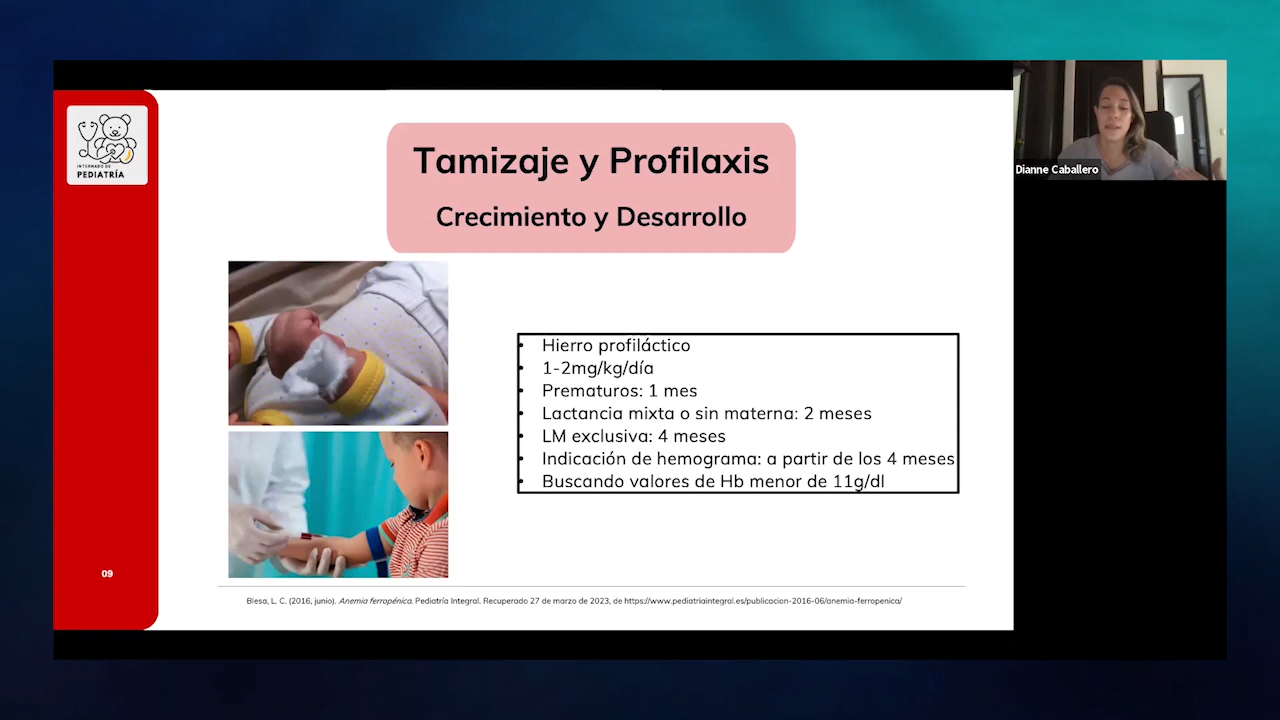 INTERNADO DE
PEDIATRÍA
Tamizaje y Profilaxis
Crecimiento y Desarrollo
Dianne Caballero
• Hierro profiláctico
• 1-2mg/kg/día
• Prematuros: 1 mes
• Lactancia mixta o sin materna: 2 meses
• LM exclusiva: 4 meses
• Indicación de hemograma: a partir de los 4 meses
• Buscando valores de Hb menor de 11g/dl
09
Blesa, L. C. (2016, junio). Anemia ferropénica. Pediatría Integral. Recuperado 27 de marzo de 2023, de https://www.pediatriaintegral.es/publicacion-2016-06/anemia-ferropenica/